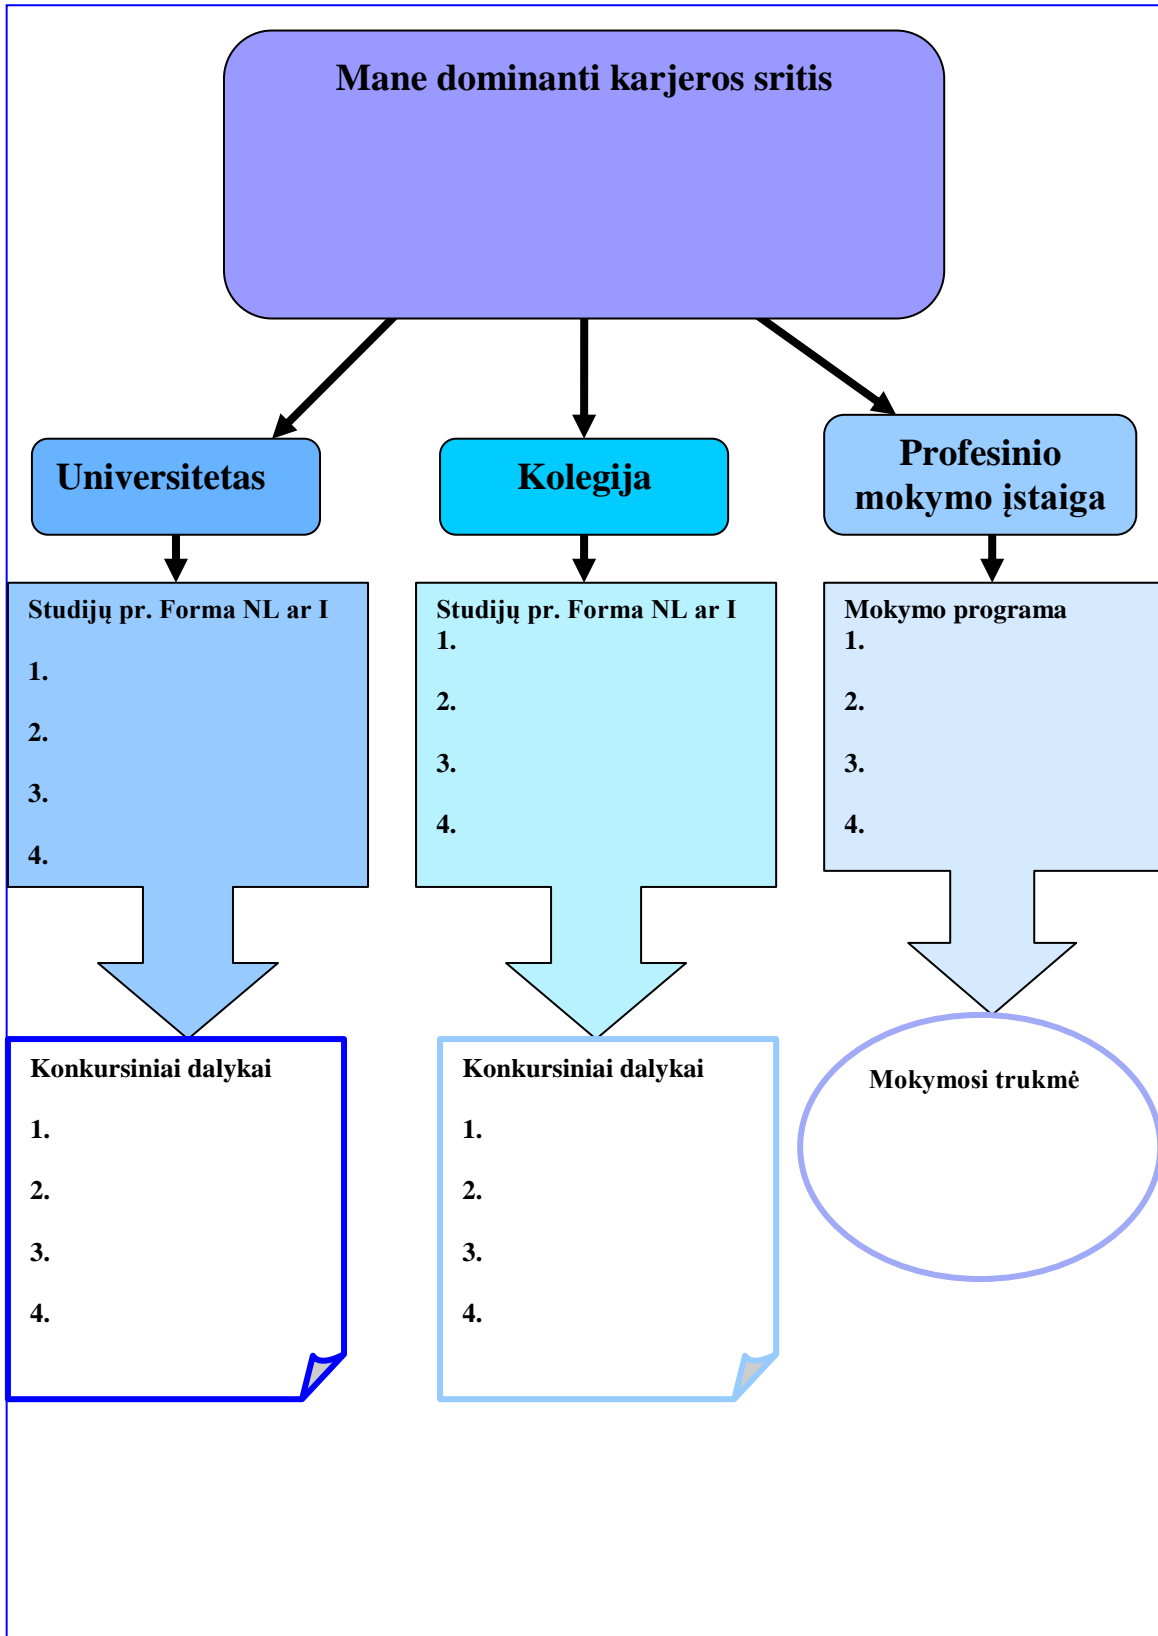 Mane dominanti karjeros sritis
Universitetas
Kolegija
Profesinio
mokymo įstaiga
Studijų pr. Forma NL ar I
1.
2.
3.
4.
Studijų pr. Forma NL ar I
1.
2.
3.
4.
Mokymo programa
1.
2.
3.
4.
Konkursiniai dalykai
1.
2.
3.
4.
Konkursiniai dalykai
1.
2.
3.
4.
Mokymosi trukmė